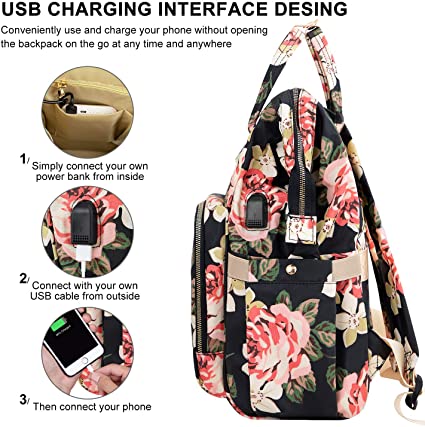 USB CHARGING INTERFACE DESING
Conveniently use and charge your phone without opening
the backpack on the go at any time and anywhere
1/
Simply connect your own
power bank from inside
2/
Connect with your own
USB cable from outside
3/ Then connect your phone